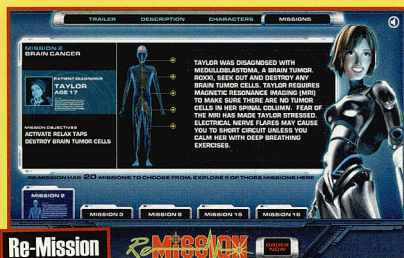 TRAILER DESCRIPTION CHARACTERS MISSIONS
MISSION 2
BRAIN CANCER
PATIENT DIAGNOSIS
TAYLOR
AGE 17
MISSION OBJECTIVES
ACTIVATE RELAX TAPS
DESTROY BRAIN TUMOR CELLS
TAYLOR WAS DISAGNOSED WITH
MEDULLOBLASTOMA, A BRAIN TUMOR.
ROXXI, SEEK OUT AND DESTROY ANY
BRAIN TUMOR CELLS. TAYLOR REQUIRES
MAGNETIC RESONANCE IMAGING (MRI)
TO MAKE SURE THERE ARE NO TUMOR
CELLS IN HER SPINAL COLUMN. FEAR OF
THE MRI HAS MADE TAYLOR STRESSED.
ELECTRICAL NERVE FLARES MAY CAUSE
YOU TO SHORT CIRCUIT UNLESS YOU
CALM HER WITH DEEP BREATHING
EXERCISES.
RE-MISSION HAS 20 MISSIONS TO CHOOSE FROM. EXPLORE 5 OF THOSE MISSIONS HERE
MISSION 2
MISSION 3 MISSION 8 MISSION 15 MISSION 16
Re-Mission
Re-MISSION
ORDER
NOW